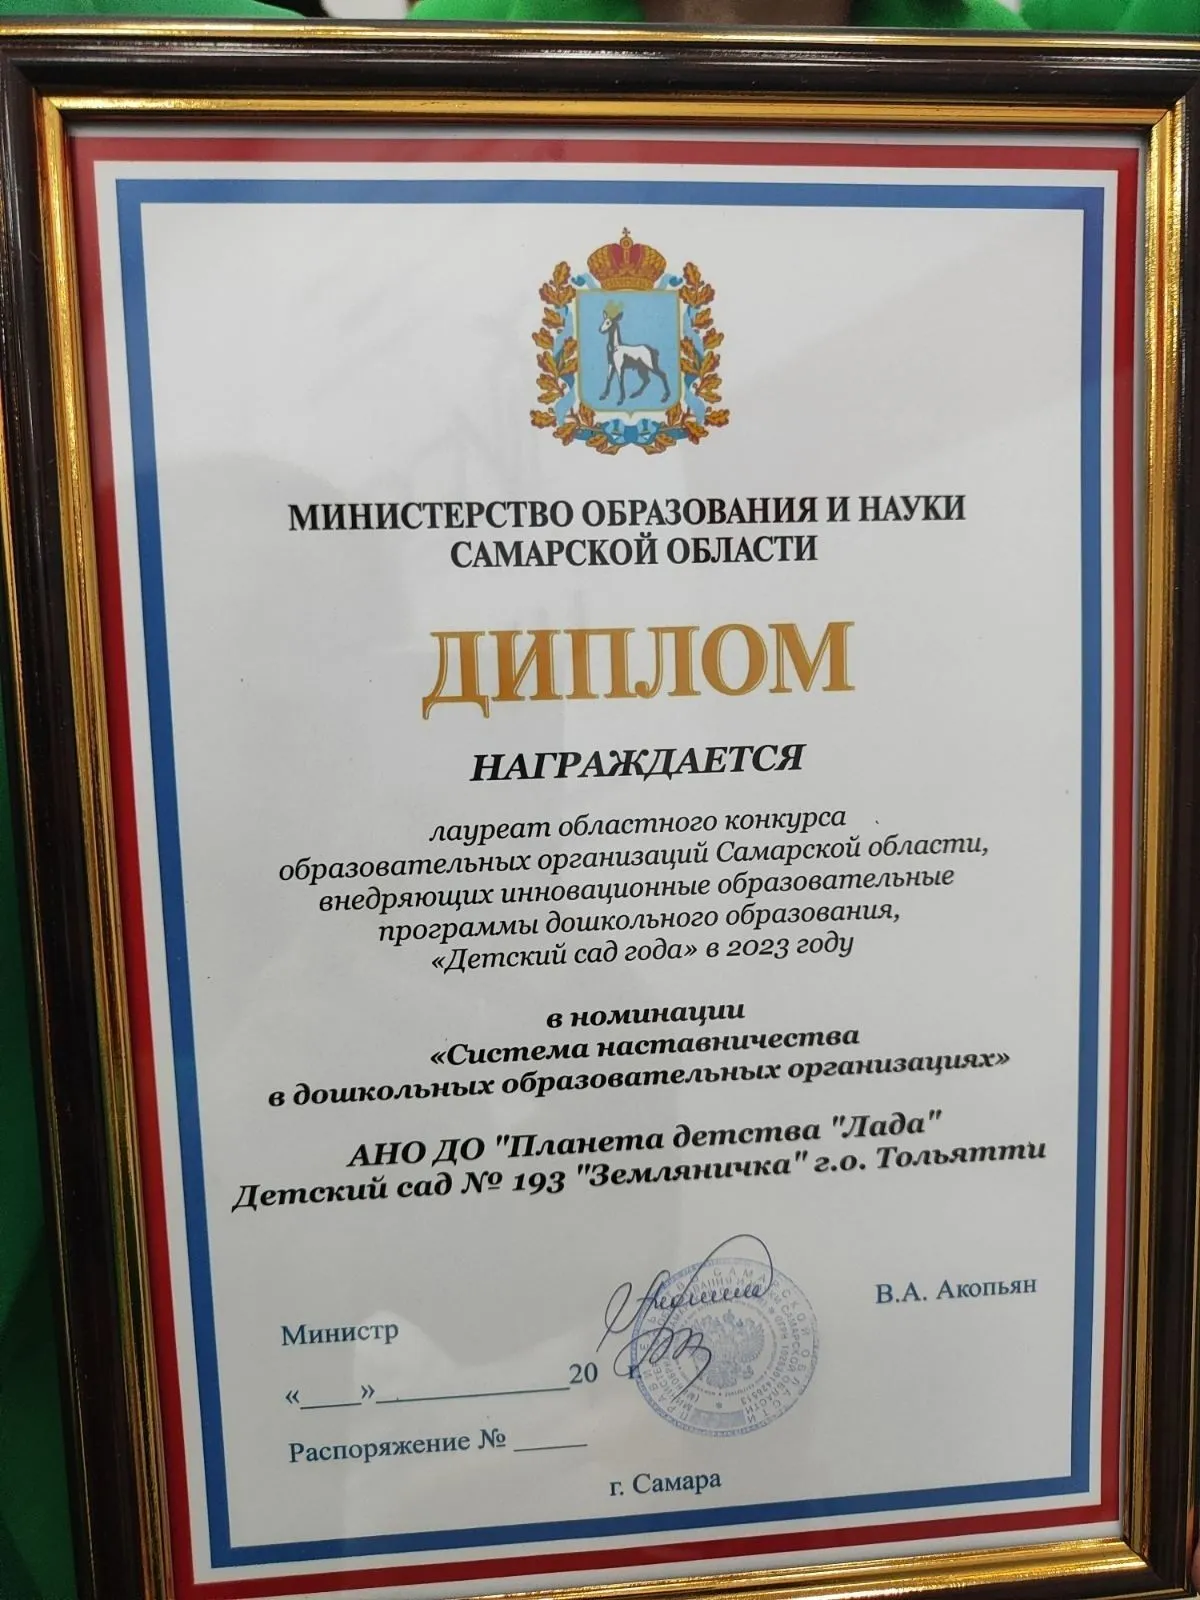 МИНИСТЕРСТВО ОБРАЗОВАНИЯ И НАУКИ
САМАРСКОЙ ОБЛАСТИ
ДИПЛОМ
НАГРАЖДАЕТСЯ
лауреат областного конкурса
образовательных организаций Самарской области,
внедряющих инновационные образовательные
программы дошкольного образования,
«Детский сад года» в 2023 году
в номинации
«Система наставничества
в дошкольных образовательных организациях»
АНО ДО "Планета детства "Лада"
Детский сад № 193 "Земляничка" г.о. Тольятти
Министр
В.А. Акопьян
«____»_____________20 г.
Распоряжение № _____
г. Самара